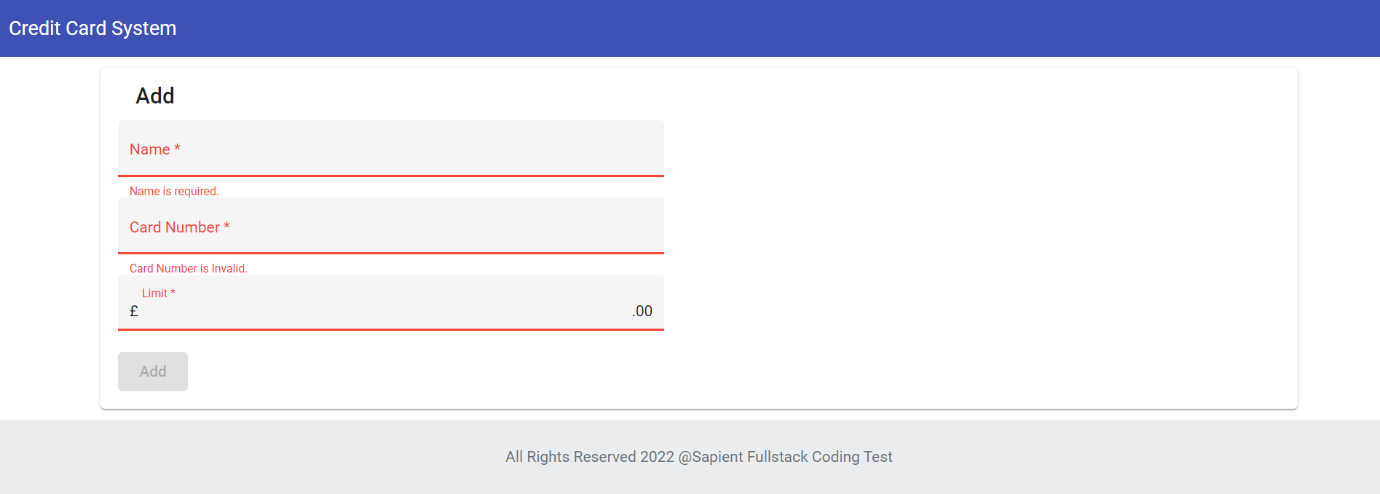 Credit Card System
Add
Name *
Name is required.
Card Number *
Card Number is Invalid.
Limit *
£ .00
Add
All Rights Reserved 2022 @Sapient Fullstack Coding Test